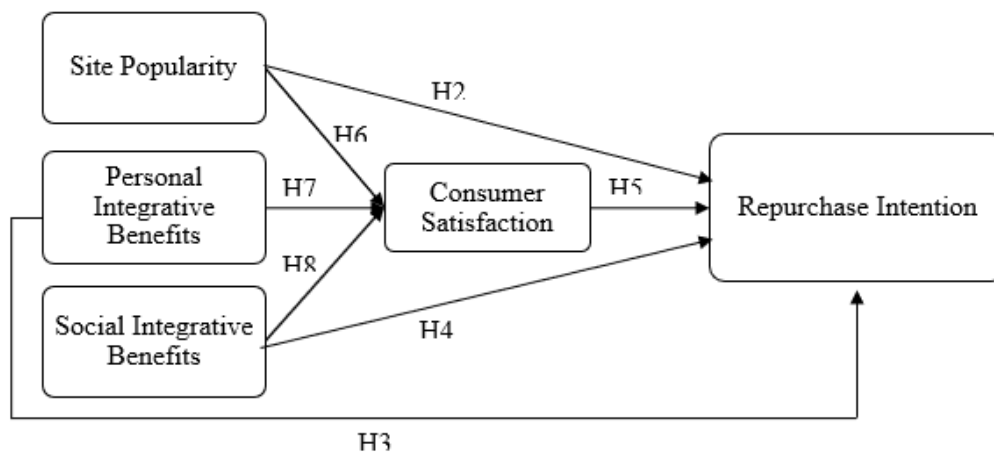 Site Popularity
H2
H6
Personal
Integrative
Benefits
H7
Consumer
Satisfaction
H5
Repurchase Intention
H8
Social Integrative
Benefits
H4
H3